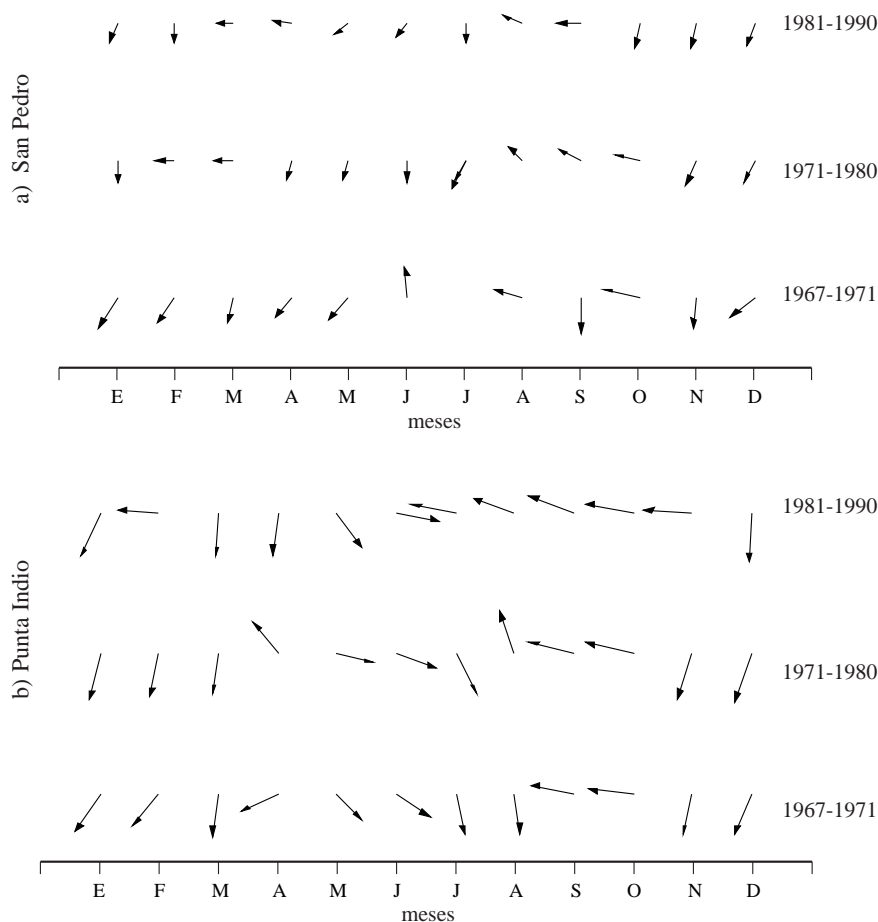 a) San Pedro
1981-1990
1971-1980
1967-1971
E F M A M J J A S O N D
meses
b) Punta Indio
1981-1990
1971-1980
1967-1971
E F M A M J J A S O N D
meses